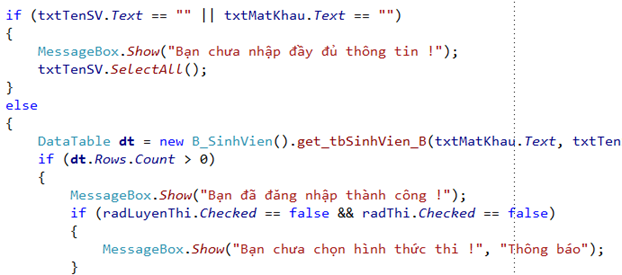 if (txtTenSV.Text == "" || txtMatKhau.Text == "")
{
MessageBox.Show("Bạn chưa nhập đầy đủ thông tin !");
txtTenSV.SelectAll();
}
else
{
DataTable dt = new B_SinhVien().get_tbSinhVien_B(txtMatKhau.Text, txtTen
if (dt.Rows.Count > 0)
{
MessageBox.Show("Bạn đã đăng nhập thành công !");
if (radLuyenThi.Checked == false && radThi.Checked == false)
{
MessageBox.Show("Bạn chưa chọn hình thức thi !", "Thông báo");
}